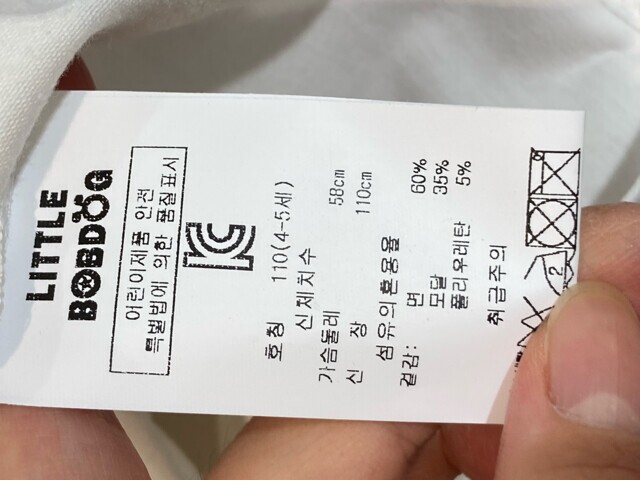 LITTLE
BOBDOG
어린이제품 안전
특별법에 의한 품질표시
KC
호칭 110(4-5세)
신체치수
가슴둘레 58cm
신 장 110cm
섬유의혼용율
겉감: 면 60%
모달 35%
폴리우레탄 5%
취급주의
2